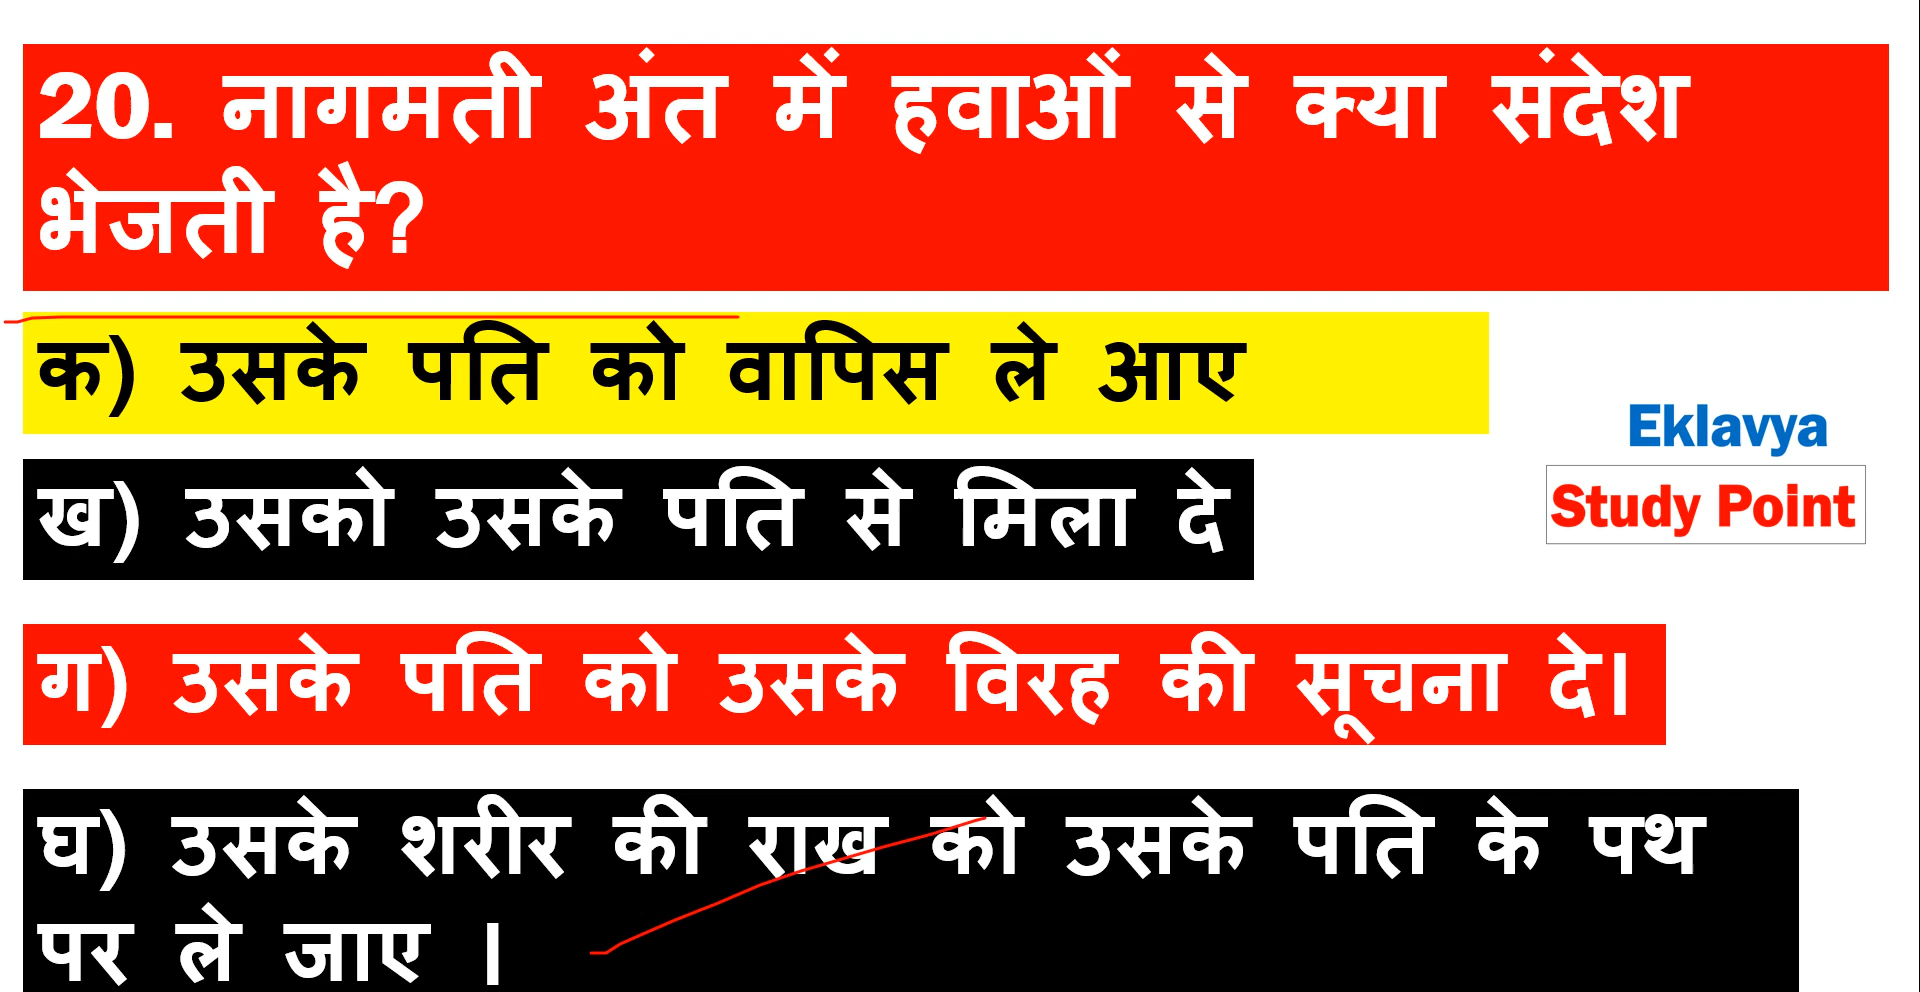 20. नागमती अंत में हवाओं से क्या संदेश
भेजती है?
क) उसके पति को वापिस ले आए
Eklavya
ख) उसको उसके पति से मिला दे
Study Point
ग) उसके पति को उसके विरह की सूचना दे।
घ) उसके शरीर की राख को उसके पति के पथ
पर ले जाए ।